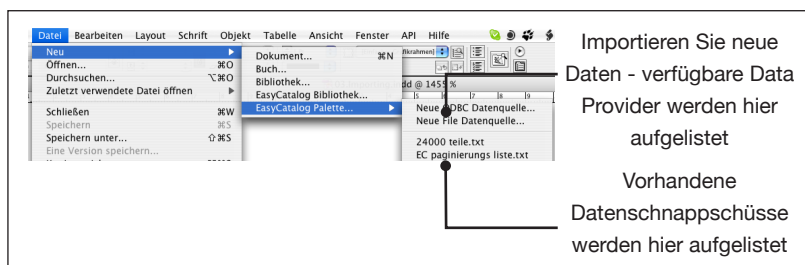 Datei Bearbeiten Layout Schrift Objekt Tabelle Ansicht Fenster API Hilfe
Neu
Öffnen... ⌘O
Durchsuchen... ⌥⌘O
Zuletzt verwendete Datei öffnen
Schließen ⌘W
Speichern ⌘S
Speichern unter... ⇧⌘S
Eine Version speichern...
Dokument... ⌘N
Buch...
Bibliothek...
EasyCatalog Bibliothek...
EasyCatalog Palette...
dd @ 1455 %
Neue ODBC Datenquelle...
Neue File Datenquelle...
24000 teile.txt
EC paginierungs liste.txt
Importieren Sie neue
Daten - verfügbare Data
Provider werden hier
aufgelistet
Vorhandene
Datenschnappschüsse
werden hier aufgelistet